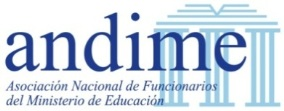 andime
Asociación Nacional de Funcionarios
del Ministerio de Educación